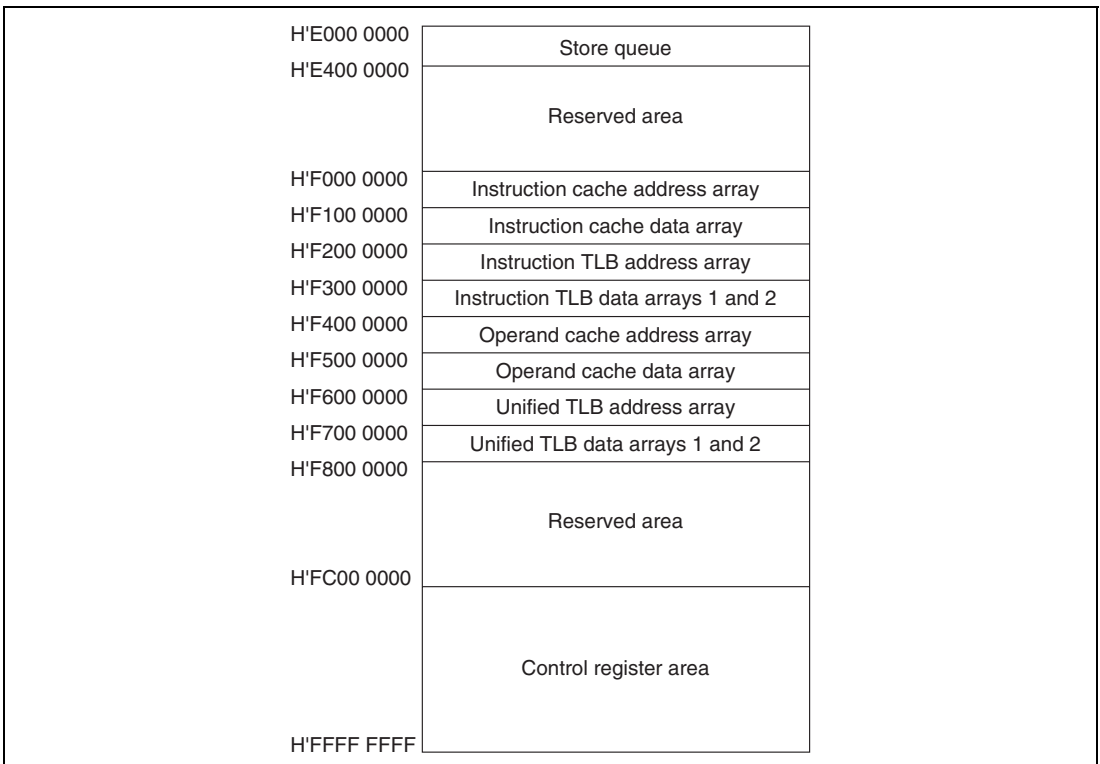 H'E000 0000
Store queue
H'E400 0000
Reserved area
H'F000 0000
Instruction cache address array
H'F100 0000
Instruction cache data array
H'F200 0000
Instruction TLB address array
H'F300 0000
Instruction TLB data arrays 1 and 2
H'F400 0000
Operand cache address array
H'F500 0000
Operand cache data array
H'F600 0000
Unified TLB address array
H'F700 0000
Unified TLB data arrays 1 and 2
H'F800 0000
Reserved area
H'FC00 0000
Control register area
H'FFFF FFFF